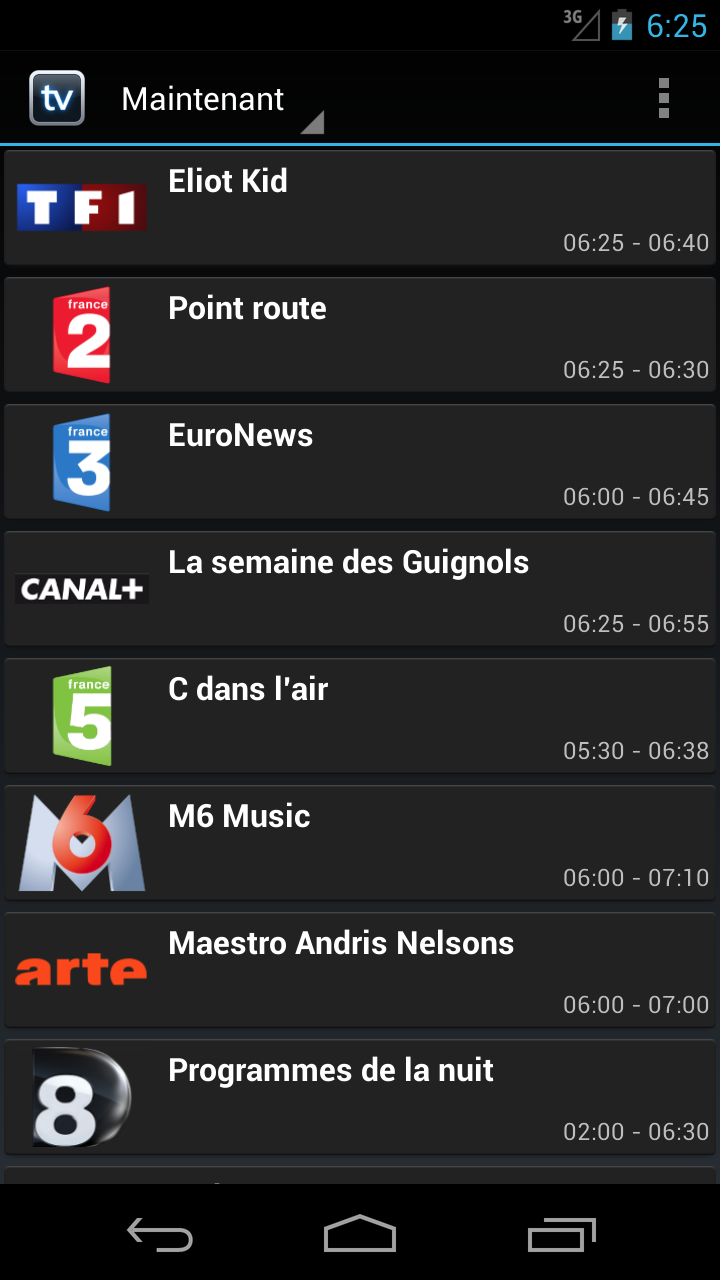 3G
6:25
tv
Maintenant
TF1
Eliot Kid
06:25 - 06:40
france
2
Point route
06:25 - 06:30
france
3
EuroNews
06:00 - 06:45
CANAL+
La semaine des Guignols
06:25 - 06:55
france
5
C dans l'air
05:30 - 06:38
M6
M6 Music
06:00 - 07:10
arte
Maestro Andris Nelsons
06:00 - 07:00
D8
Programmes de la nuit
02:00 - 06:30